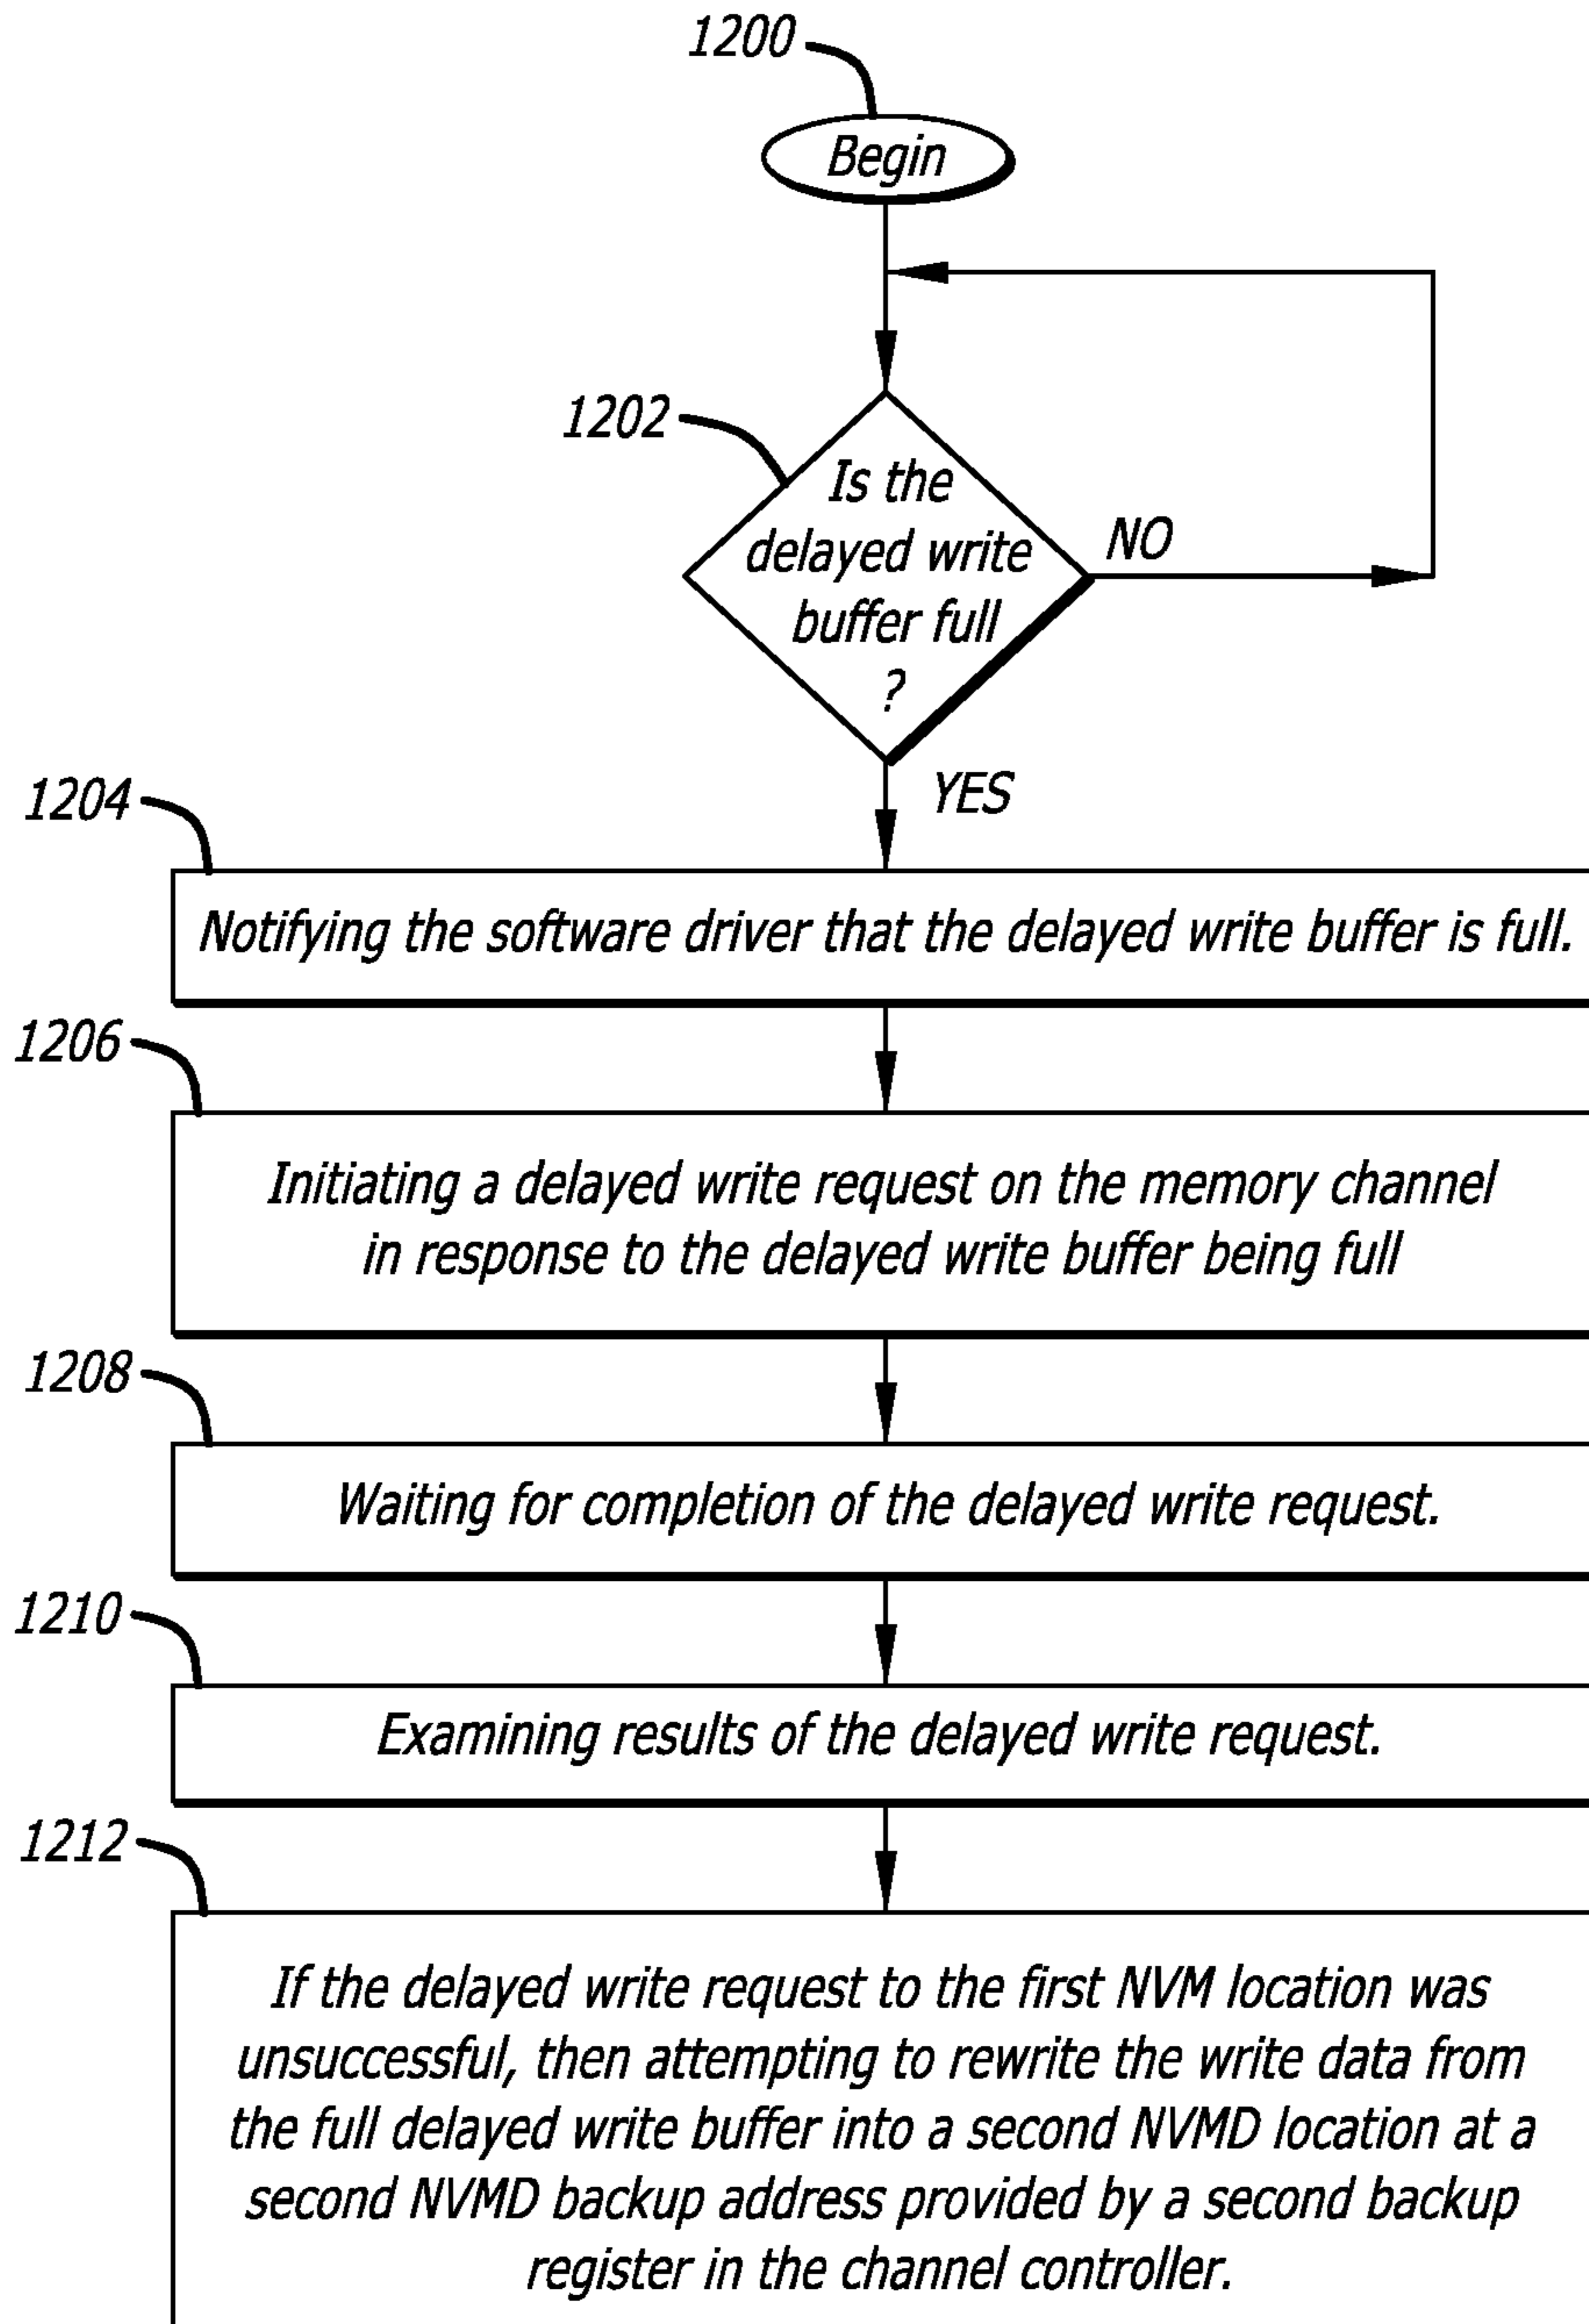 1200
Begin
1202
Is the
delayed write
buffer full
?
NO
YES
1204
Notifying the software driver that the delayed write buffer is full.
1206
Initiating a delayed write request on the memory channel
in response to the delayed write buffer being full
1208
Waiting for completion of the delayed write request.
1210
Examining results of the delayed write request.
1212
If the delayed write request to the first NVM location was
unsuccessful, then attempting to rewrite the write data from
the full delayed write buffer into a second NVMD location at a
second NVMD backup address provided by a second backup
register in the channel controller.